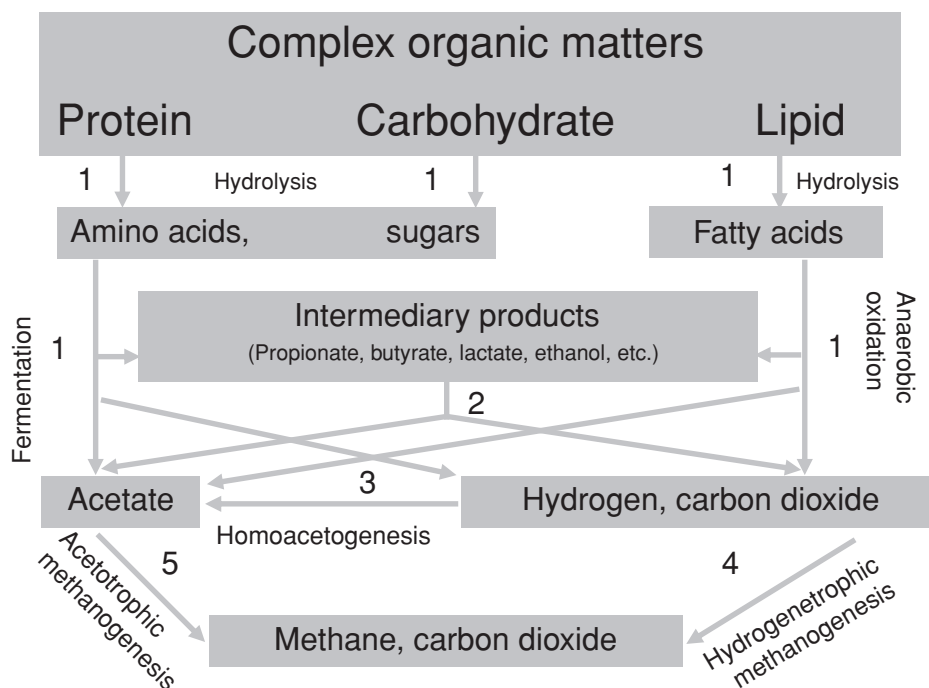 Complex organic matters
Protein Carbohydrate Lipid
1 Hydrolysis 1 1 Hydrolysis
Amino acids, sugars Fatty acids
Fermentation
1
Intermediary products
(Propionate, butyrate, lactate, ethanol, etc.)
1
Anaerobic
oxidation
2
3
Acetate Hydrogen, carbon dioxide
Homoacetogenesis
Acetotrophic
methanogenesis
5
4
Hydrogenetrophic
methanogenesis
Methane, carbon dioxide